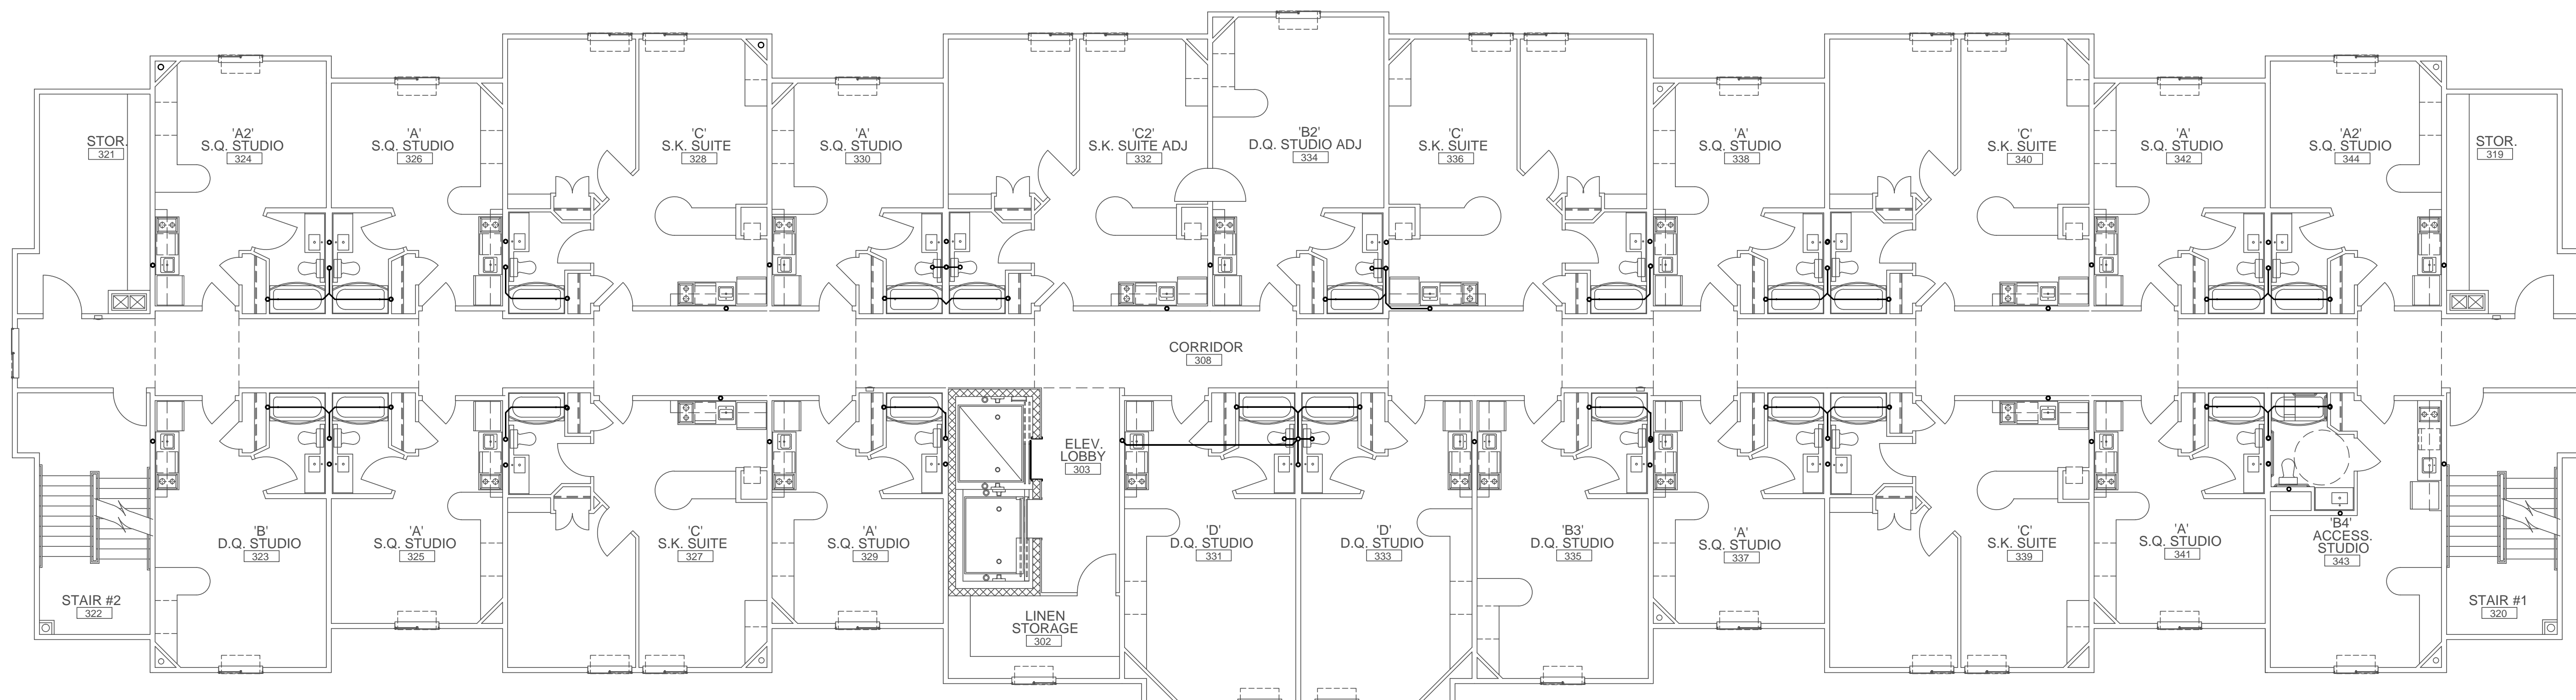 STOR.
321
'A2'
S.Q. STUDIO
324
'A'
S.Q. STUDIO
326
'C'
S.K. SUITE
328
'A'
S.Q. STUDIO
330
'C2'
S.K. SUITE ADJ
332
'B2'
D.Q. STUDIO ADJ
334
'C'
S.K. SUITE
336
'A'
S.Q. STUDIO
338
'C'
S.K. SUITE
340
'A'
S.Q. STUDIO
342
'A2'
S.Q. STUDIO
344
STOR.
319
CORRIDOR
308
STAIR #2
322
'B'
D.Q. STUDIO
323
'A'
S.Q. STUDIO
325
'C'
S.K. SUITE
327
'A'
S.Q. STUDIO
329
ELEV.
LOBBY
303
LINEN
STORAGE
302
'D'
D.Q. STUDIO
331
'D'
D.Q. STUDIO
333
'B3'
D.Q. STUDIO
335
'A'
S.Q. STUDIO
337
'C'
S.K. SUITE
339
'A'
S.Q. STUDIO
341
'B4'
ACCESS.
STUDIO
343
STAIR #1
320